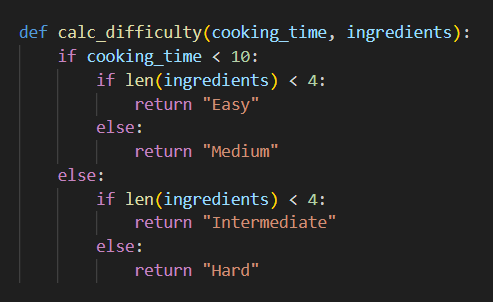 def calc_difficulty(cooking_time, ingredients):
    if cooking_time < 10:
        if len(ingredients) < 4:
            return "Easy"
        else:
            return "Medium"
    else:
        if len(ingredients) < 4:
            return "Intermediate"
        else:
            return "Hard"